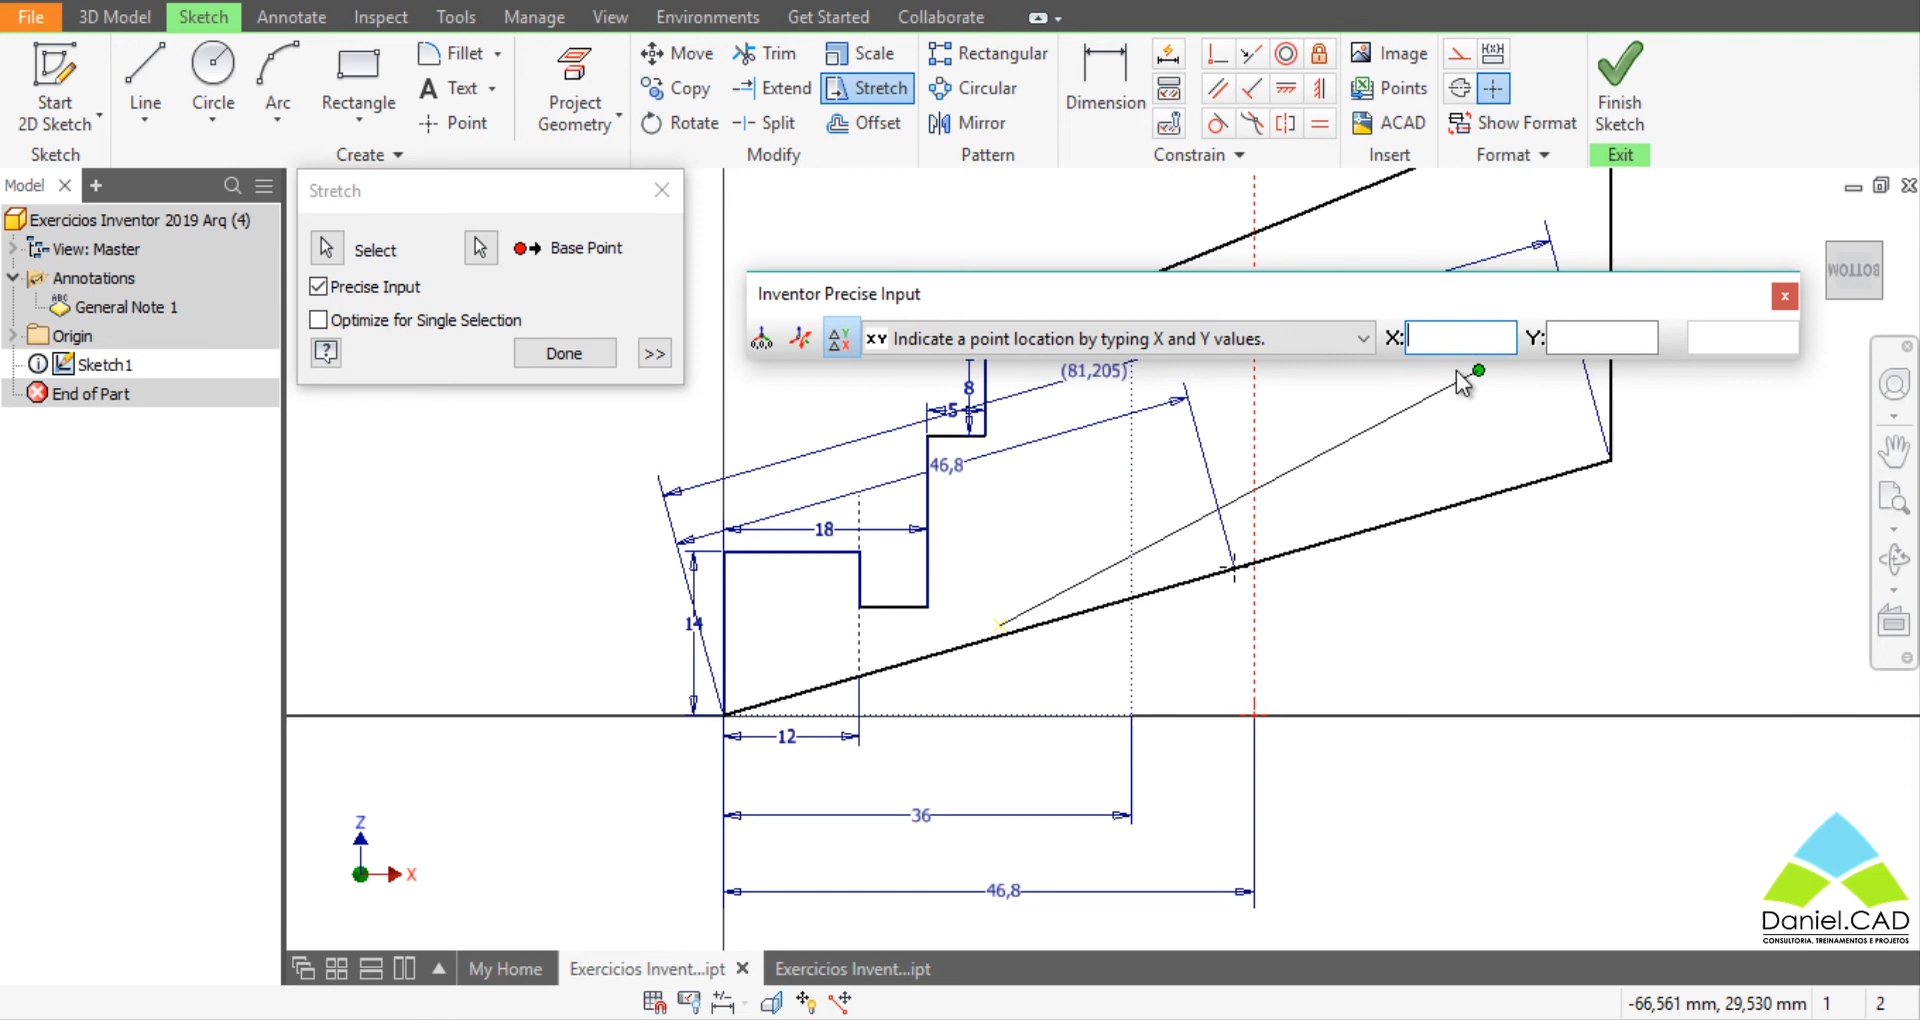 File 3D Model Sketch Annotate Inspect Tools Manage View Environments Get Started Collaborate
Start
2D Sketch
Sketch
Line
Circle
Arc
Rectangle
Fillet
Text
Point
Create
Project
Geometry
Move
Copy
Rotate
Trim
Extend
Split
Scale
Stretch
Offset
Modify
Rectangular
Circular
Mirror
Pattern
Dimension
Constrain
Image
Points
ACAD
Insert
Show Format
Format
Finish
Sketch
Exit
Model
Exercicios Inventor 2019 Arq (4)
View: Master
Annotations
General Note 1
Origin
Sketch1
End of Part
Stretch
Select
Base Point
Precise Input
Optimize for Single Selection
Done
>>
Inventor Precise Input
XY Indicate a point location by typing X and Y values.
X:
Y:
BOTTOM
(81,205)
8
5
46,8
18
14
12
36
46,8
Z
X
Daniel.CAD
CONSULTORIA, TREINAMENTOS E PROJETOS
My Home
Exercicios Invent...ipt
Exercicios Invent...ipt
-66,561 mm, 29,530 mm
1
2